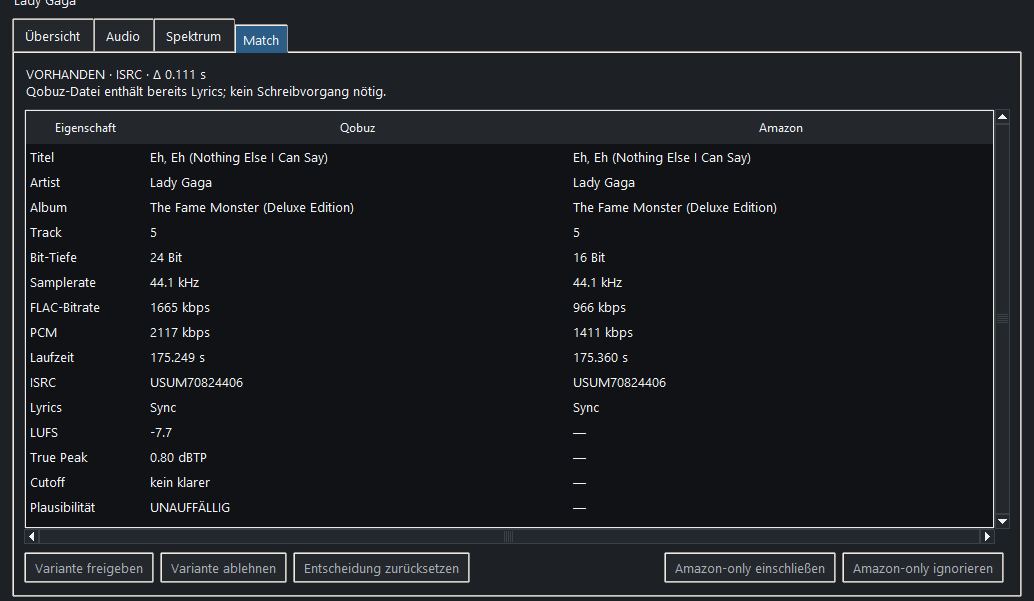 Lady Gaga
Übersicht Audio Spektrum Match
VORHANDEN · ISRC · Δ 0.111 s
Qobuz-Datei enthält bereits Lyrics; kein Schreibvorgang nötig.
Eigenschaft Qobuz Amazon
Titel Eh, Eh (Nothing Else I Can Say) Eh, Eh (Nothing Else I Can Say)
Artist Lady Gaga Lady Gaga
Album The Fame Monster (Deluxe Edition) The Fame Monster (Deluxe Edition)
Track 5 5
Bit-Tiefe 24 Bit 16 Bit
Samplerate 44.1 kHz 44.1 kHz
FLAC-Bitrate 1665 kbps 966 kbps
PCM 2117 kbps 1411 kbps
Laufzeit 175.249 s 175.360 s
ISRC USUM70824406 USUM70824406
Lyrics Sync Sync
LUFS -7.7 —
True Peak 0.80 dBTP —
Cutoff kein klarer —
Plausibilität UNAUFFÄLLIG —
Variante freigeben Variante ablehnen Entscheidung zurücksetzen Amazon-only einschließen Amazon-only ignorieren